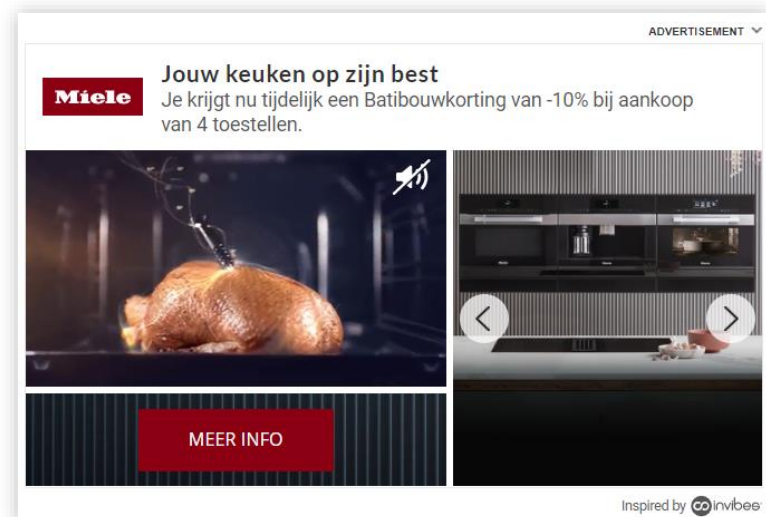 ADVERTISEMENT
Miele
Jouw keuken op zijn best
Je krijgt nu tijdelijk een Batibouwkorting van -10% bij aankoop
van 4 toestellen.
MEER INFO
Inspired by invibes